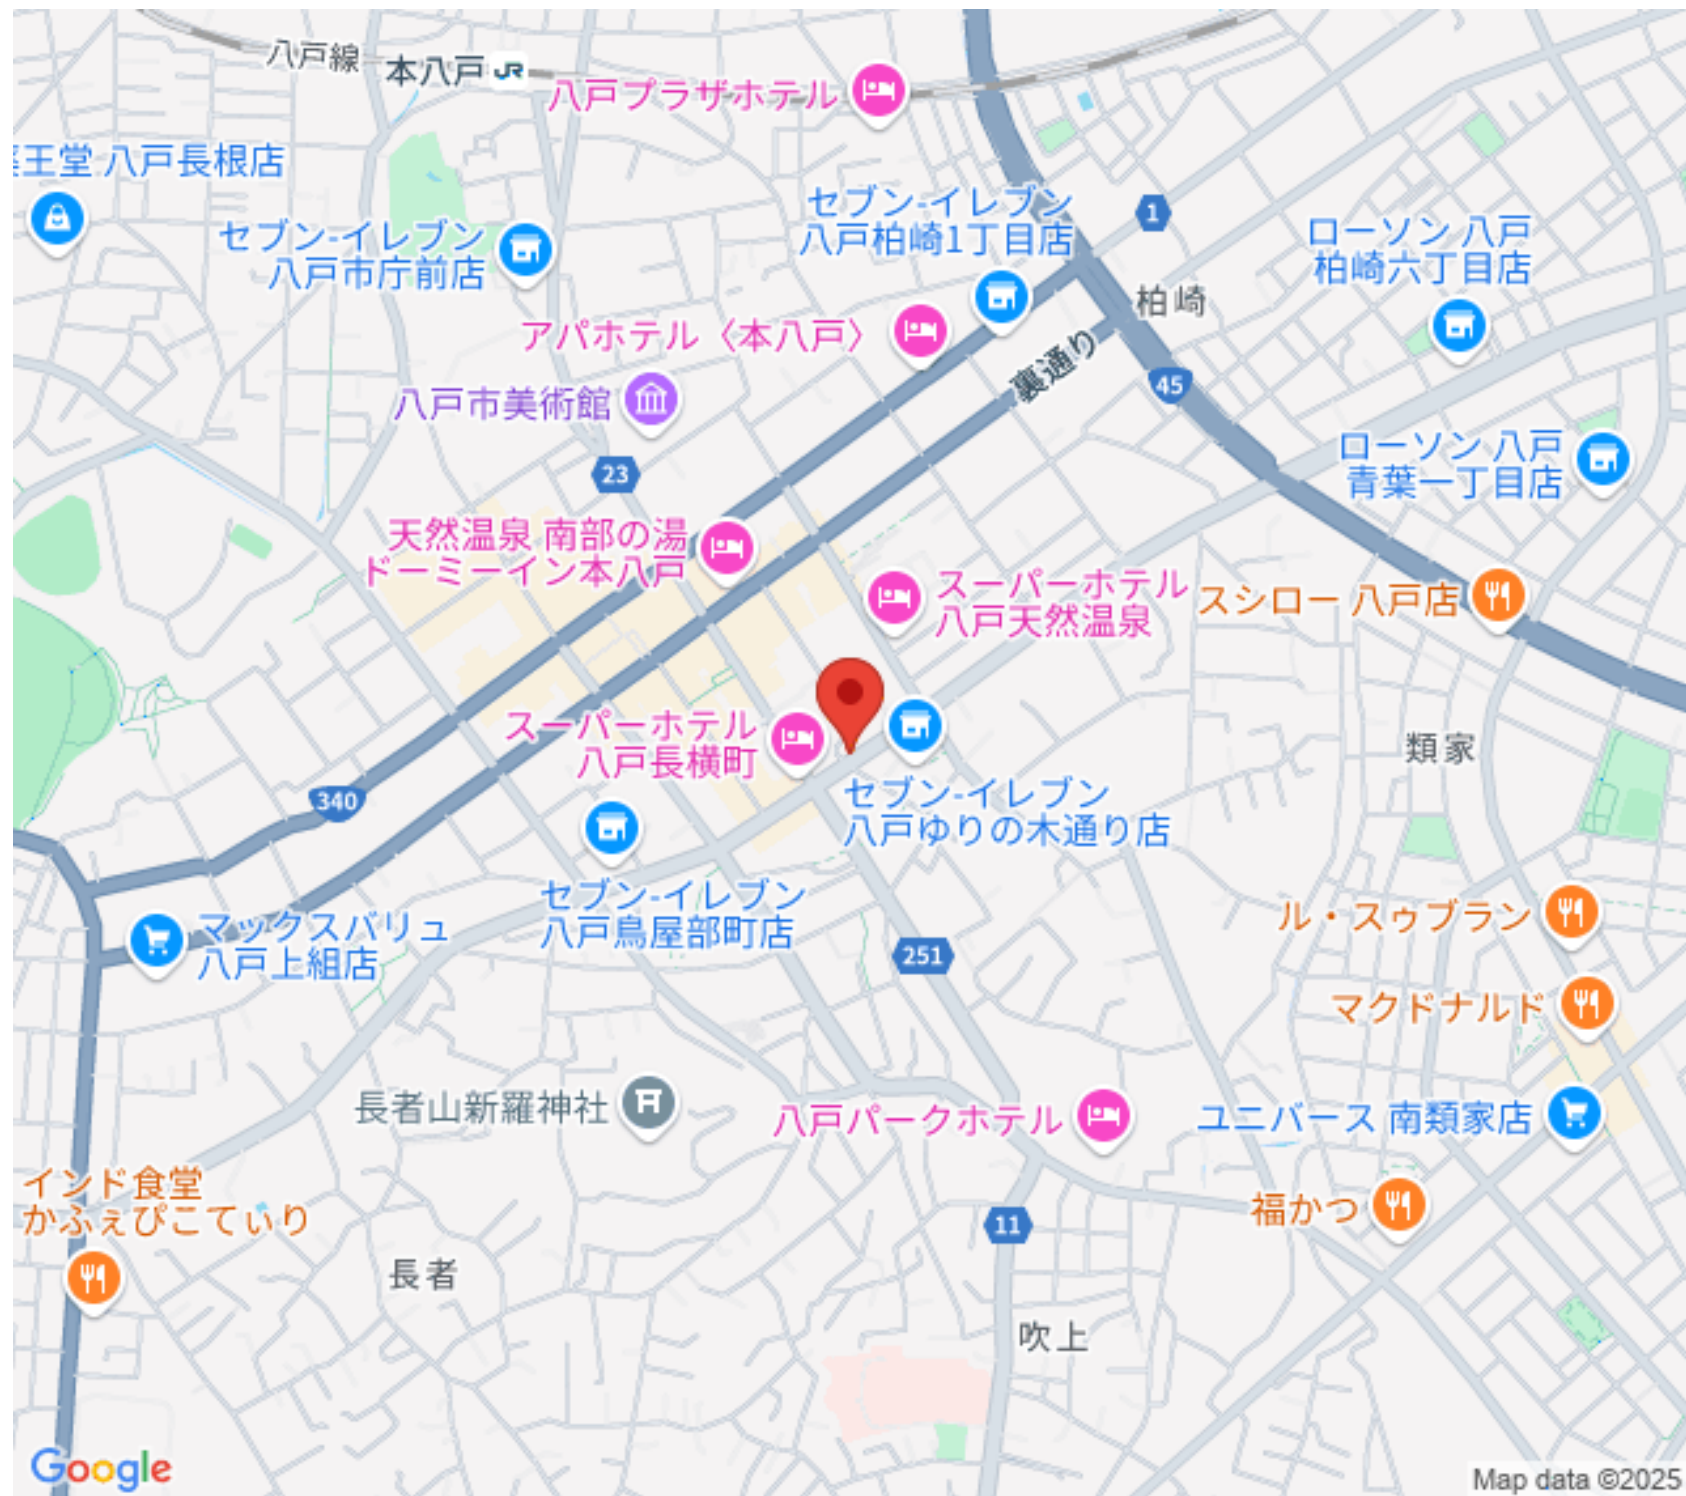 八戸線
本八戸
JR
八戸プラザホテル
王堂 八戸長根店
セブン-イレブン
八戸市庁前店
セブン-イレブン
八戸柏崎1丁目店
1
ローソン 八戸
柏崎六丁目店
柏崎
アパホテル〈本八戸〉
裏通り
45
八戸市美術館
23
ローソン 八戸
青葉一丁目店
天然温泉 南部の湯
ドーミーイン本八戸
スーパーホテル
八戸天然温泉
スシロー 八戸店
スーパーホテル
八戸長横町
類家
340
セブン-イレブン
八戸ゆりの木通り店
セブン-イレブン
八戸鳥屋部町店
マックスバリュ
八戸上組店
251
ル・スゥブラン
マクドナルド
長者山新羅神社
八戸パークホテル
ユニバース 南類家店
インド食堂
かふぇぴこてぃり
11
福かつ
長者
吹上
Google
Map data ©2025